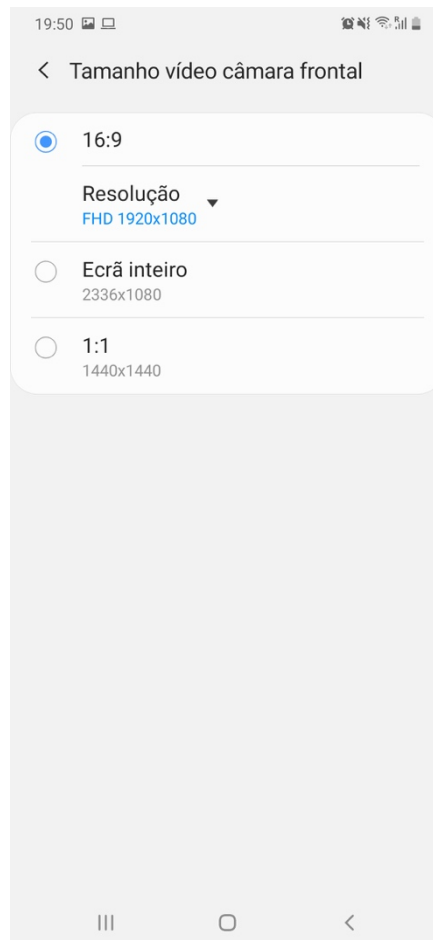 19:50
Tamanho vídeo câmara frontal
16:9
Resolução
FHD 1920x1080
Ecrã inteiro
2336x1080
1:1
1440x1440